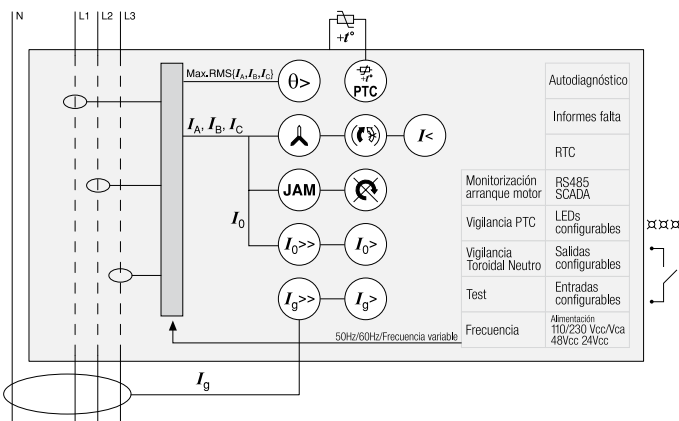 N
L1
L2
L3
+t°
Max.RMS{IA,IB,IC}
θ>
+t°
PTC
IA, IB, IC
I<
JAM
I0
I0>>
I0>
Ig>>
Ig>
50Hz/60Hz/Frecuencia variable
Ig
Autodiagnóstico
Informes falta
RTC
Monitorización
arranque motor
RS485
SCADA
Vigilancia PTC
LEDs
configurables
Vigilancia
Toroidal Neutro
Salidas
configurables
Test
Entradas
configurables
Frecuencia
Alimentación
110/230 Vcc/Vca
48Vcc 24Vcc